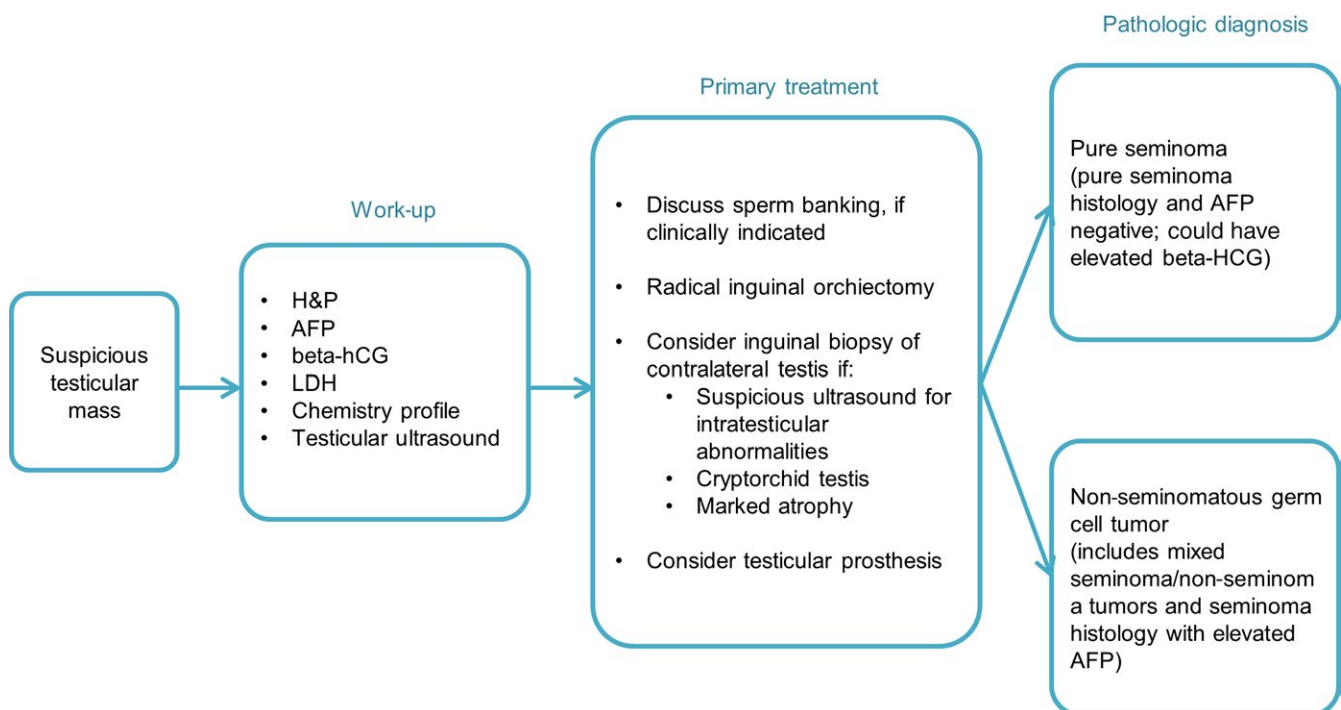 Suspicious
testicular
mass
Work-up
• H&P
• AFP
• beta-hCG
• LDH
• Chemistry profile
• Testicular ultrasound
Primary treatment
• Discuss sperm banking, if
clinically indicated
• Radical inguinal orchiectomy
• Consider inguinal biopsy of
contralateral testis if:
• Suspicious ultrasound for
intratesticular
abnormalities
• Cryptorchid testis
• Marked atrophy
• Consider testicular prosthesis
Pathologic diagnosis
Pure seminoma
(pure seminoma
histology and AFP
negative; could have
elevated beta-HCG)
Non-seminomatous germ
cell tumor
(includes mixed
seminoma/non-seminom
a tumors and seminoma
histology with elevated
AFP)